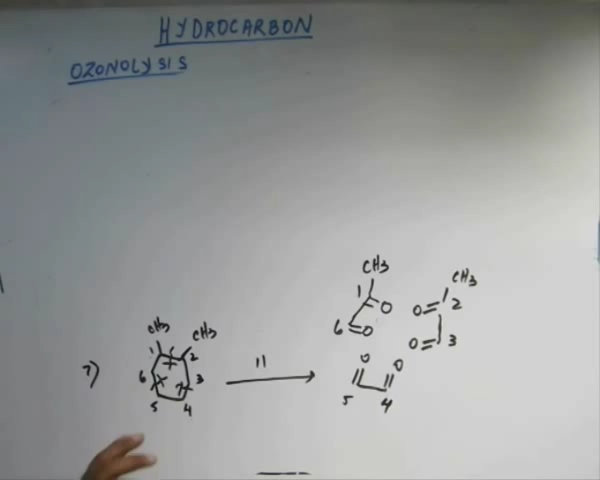 HYDROCARBON
OZONOLYSIS
CH3
CH3
1
O
O=
2
6
=O
O=
3
CH3
CH3
1
2
7)
6
3
11
O
O
5
4
5
4